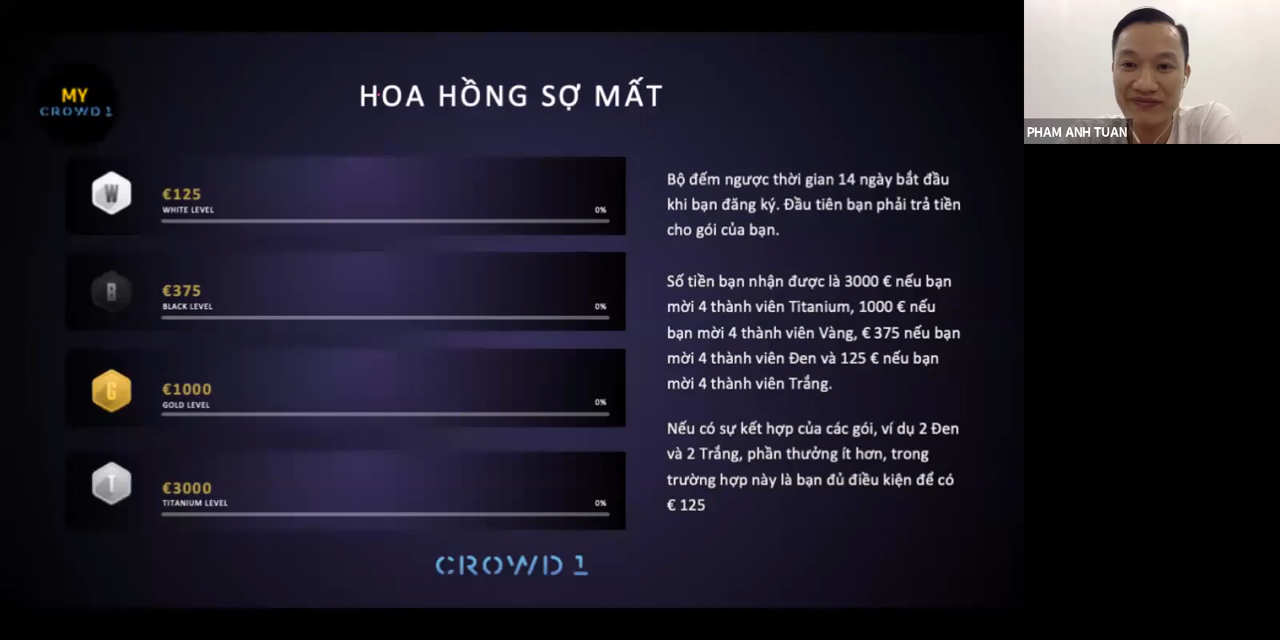 MY
CROWD1
HOA HỒNG SỢ MẤT
W
€125
WHITE LEVEL
0%
B
€375
BLACK LEVEL
0%
G
€1000
GOLD LEVEL
0%
T
€3000
TITANIUM LEVEL
0%
Bộ đếm ngược thời gian 14 ngày bắt đầu
khi bạn đăng ký. Đầu tiên bạn phải trả tiền
cho gói của bạn.
Số tiền bạn nhận được là 3000 € nếu bạn
mời 4 thành viên Titanium, 1000 € nếu
bạn mời 4 thành viên Vàng, € 375 nếu bạn
mời 4 thành viên Đen và 125 € nếu bạn
mời 4 thành viên Trắng.
Nếu có sự kết hợp của các gói, ví dụ 2 Đen
và 2 Trắng, phần thưởng ít hơn, trong
trường hợp này là bạn đủ điều kiện để có
€ 125
CROWD 1
PHAM ANH TUAN